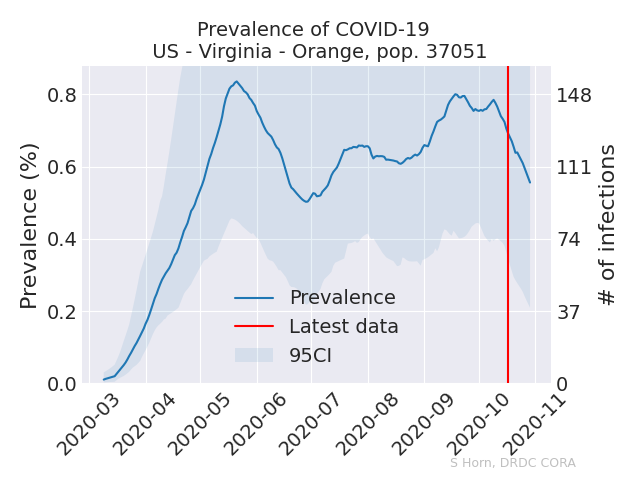 Prevalence of COVID-19
US - Virginia - Orange, pop. 37051
0.8
0.6
0.4
0.2
0.0
Prevalence (%)
148
111
74
37
0
# of infections
Prevalence
Latest data
95CI
2020-03
2020-04
2020-05
2020-06
2020-07
2020-08
2020-09
2020-10
2020-11
S Horn, DRDC CORA